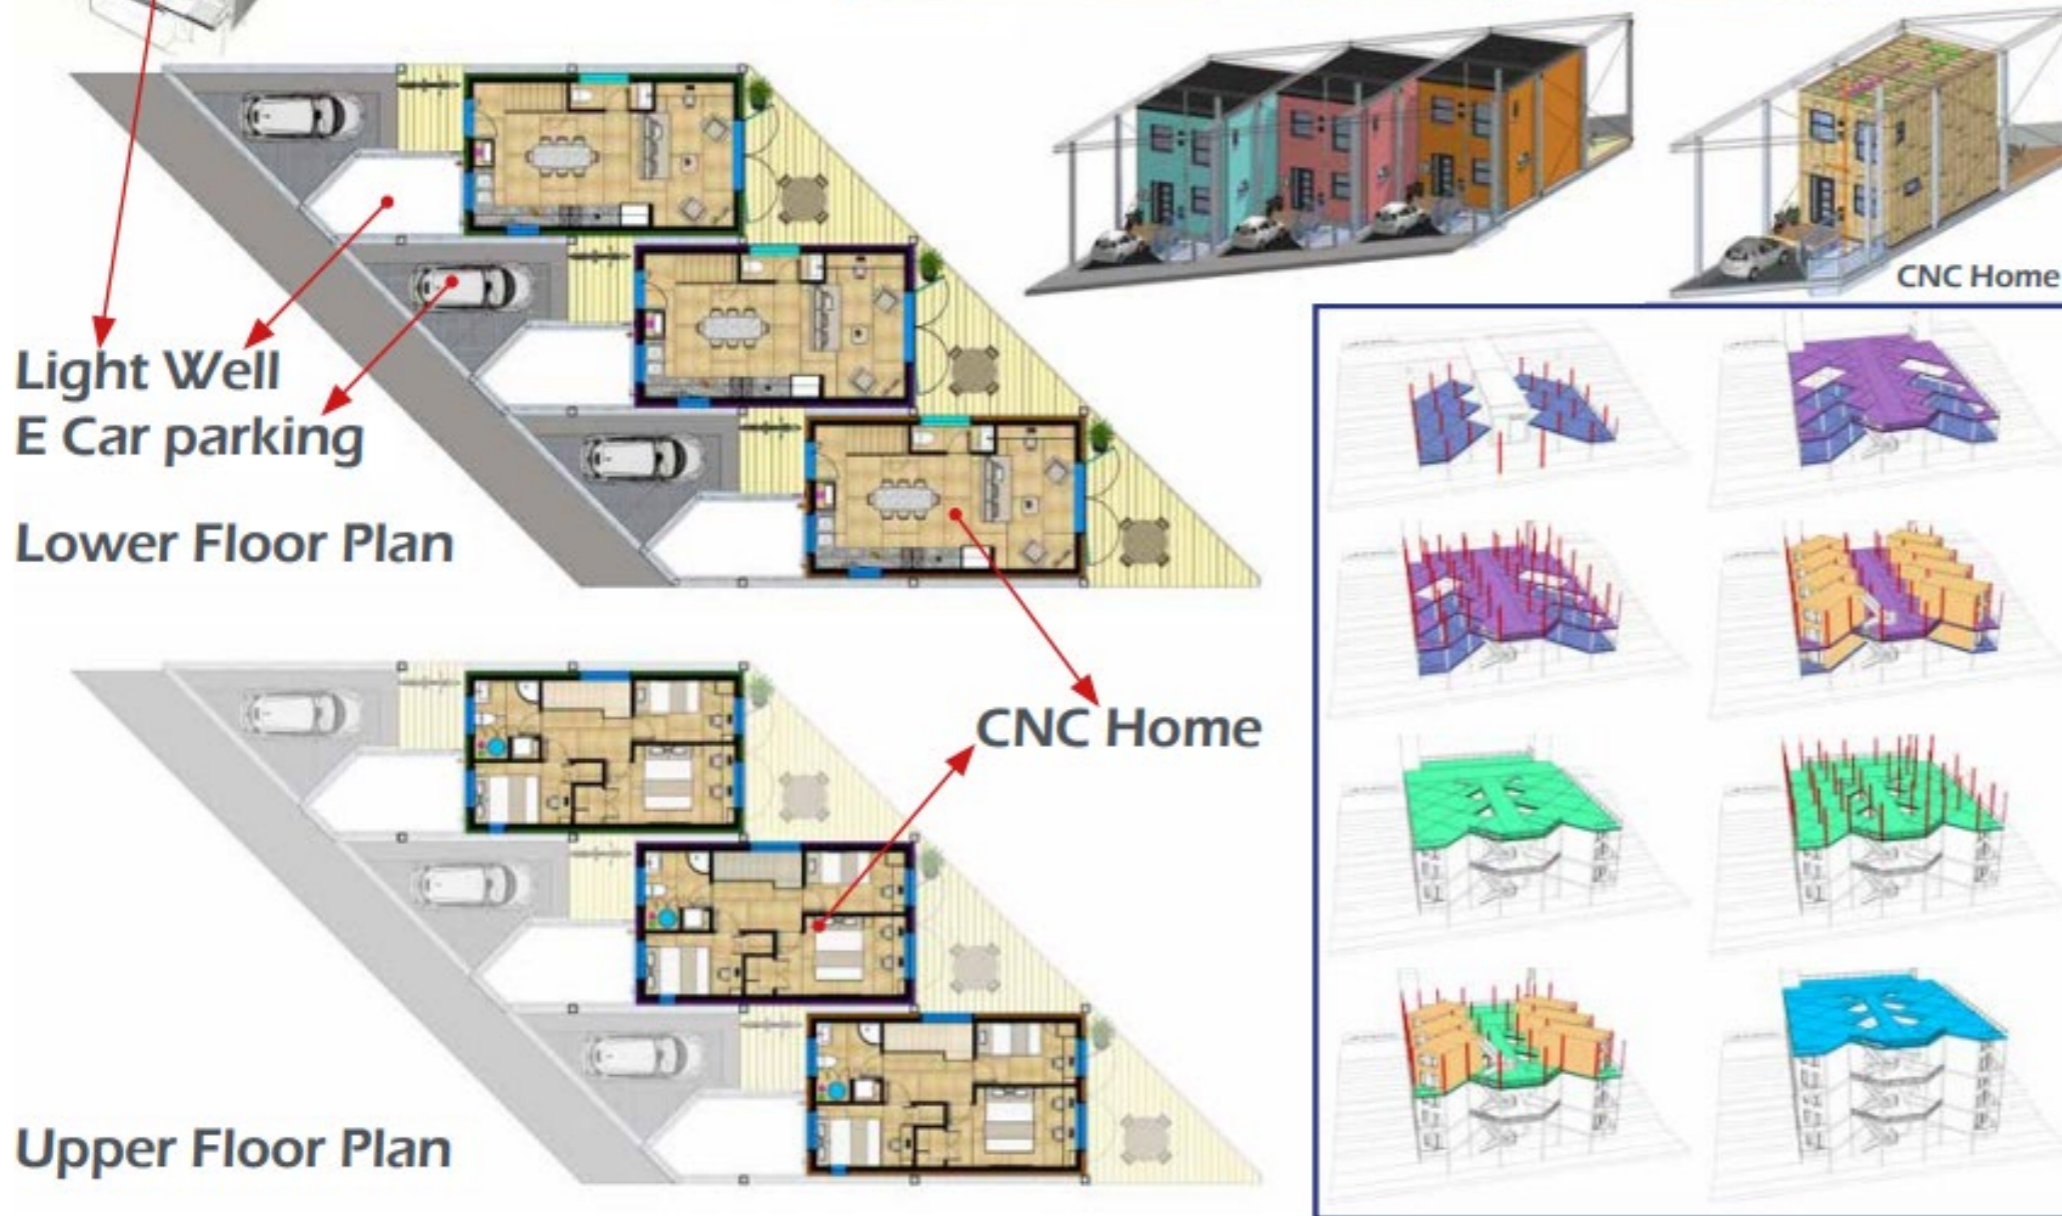 CNC Home
Light Well
E Car parking
Lower Floor Plan
CNC Home
Upper Floor Plan